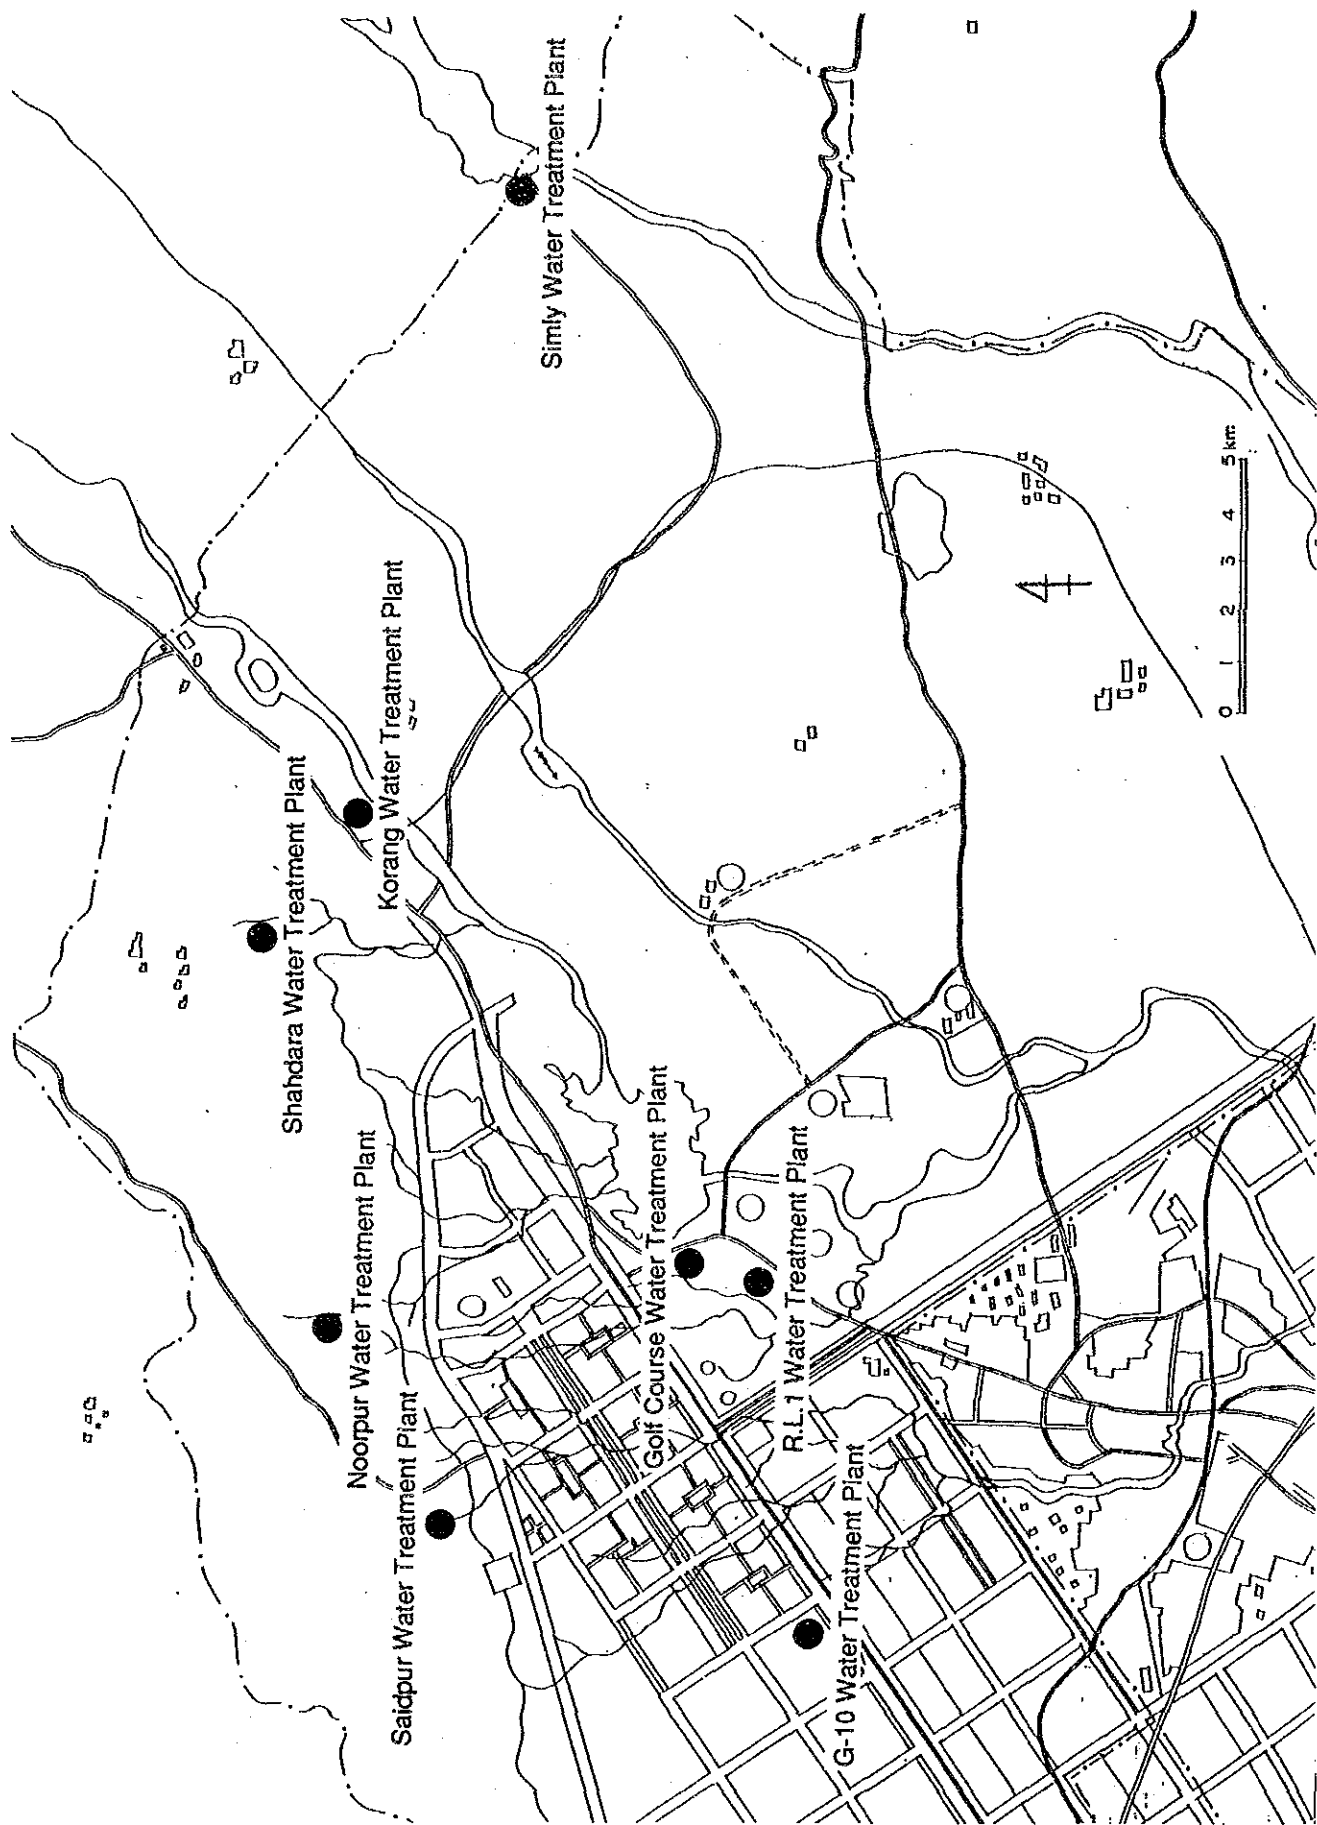 Simly Water Treatment Plant
Korang Water Treatment Plant
Shahdara Water Treatment Plant
Noorpur Water Treatment Plant
Saidpur Water Treatment Plant
Golf Course Water Treatment Plant
R.L.1 Water Treatment Plant
G-10 Water Treatment Plant
0 1 2 3 4 5 km